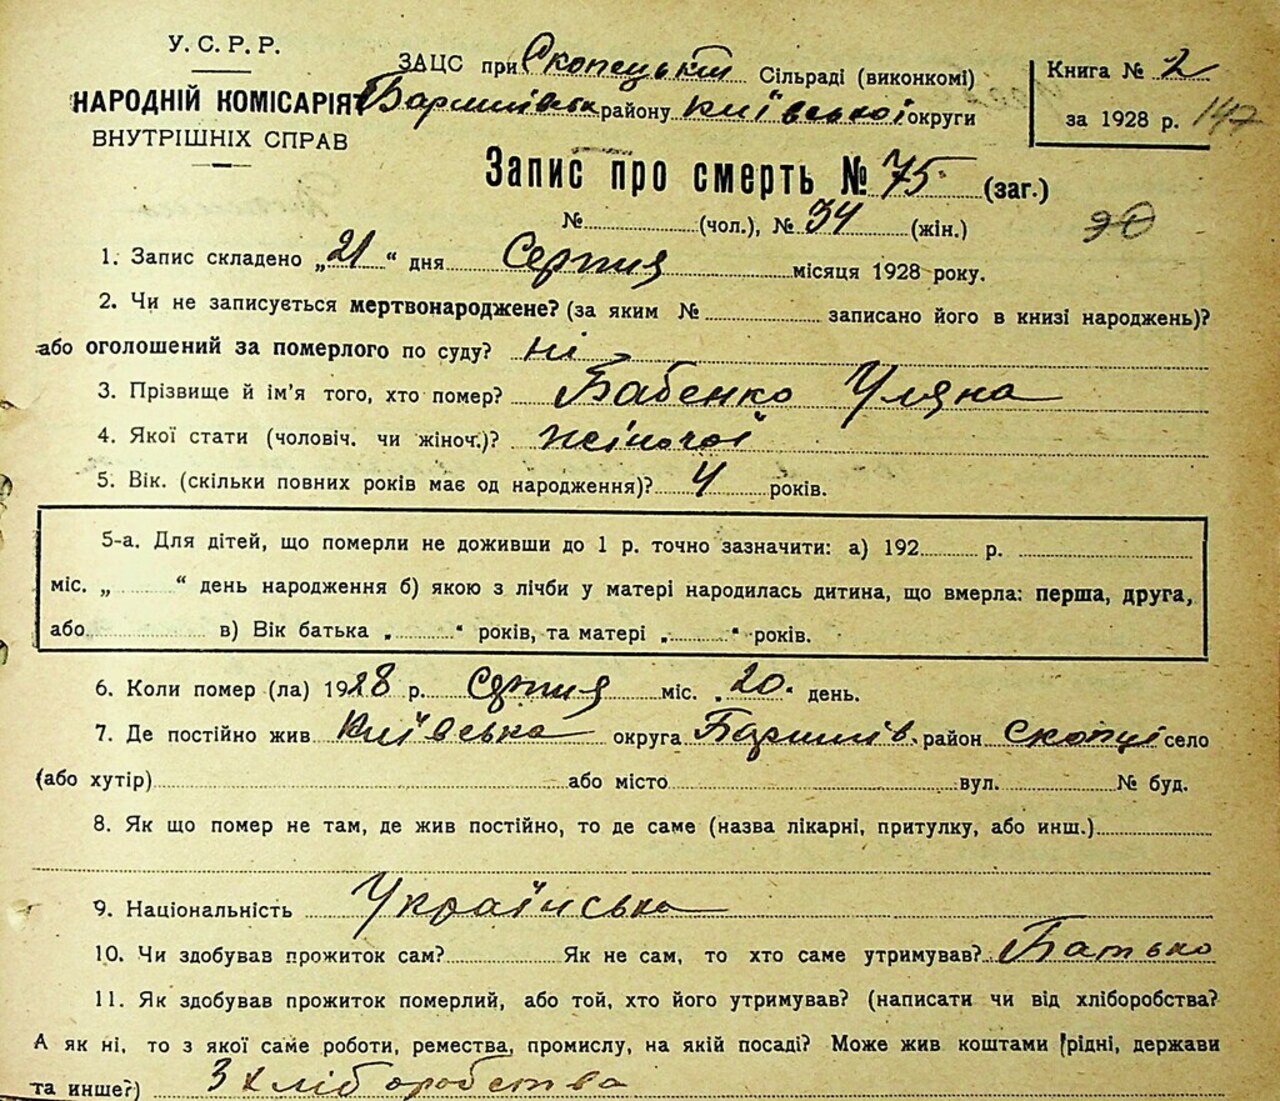 У. С. Р. Р.
НАРОДНІЙ КОМІСАРІЯТ
ВНУТРІШНІХ СПРАВ
ЗАЦС при Скопецькій Сільраді (виконкомі)
Баришівськ району Київської округи
Книга № 2
за 1928 р. 147
Запис про смерть № 75 (заг.)
№ (чол.), № 34 (жін.)
90
1. Запис складено „21“ дня Серпня місяця 1928 року.
2. Чи не записується мертвонароджене? (за яким № записано його в книзі народжень)?
або оголошений за померлого по суду? ні
3. Прізвище й ім'я того, хто помер? Бабенко Уляна
4. Якої стати (чоловіч. чи жіноч.)? жіночої
5. Вік. (скільки повних років має од народження)? 4 років.
5-а. Для дітей, що померли не доживши до 1 р. точно зазначити: а) 192 р.
міс. „ “ день народження б) якою з лічби у матері народилась дитина, що вмерла: перша, друга,
або в) Вік батька „ “ років, та матері „ “ років.
6. Коли помер (ла) 1928 р. Серпня міс. 20. день.
7. Де постійно жив Київська округа Баришів. район Скопці село
(або хутір) або місто вул. № буд.
8. Як що помер не там, де жив постійно, то де саме (назва лікарні, притулку, або инш.)
9. Національність Українська
10. Чи здобував прожиток сам? Як не сам, то хто саме утримував? Батько
11. Як здобував прожиток померлий, або той, хто його утримував? (написати чи від хліборобства?
А як ні, то з якої саме роботи, ремества, промислу, на якій посаді? Може жив коштами (рідні, держави
та инше?) З хліборобства